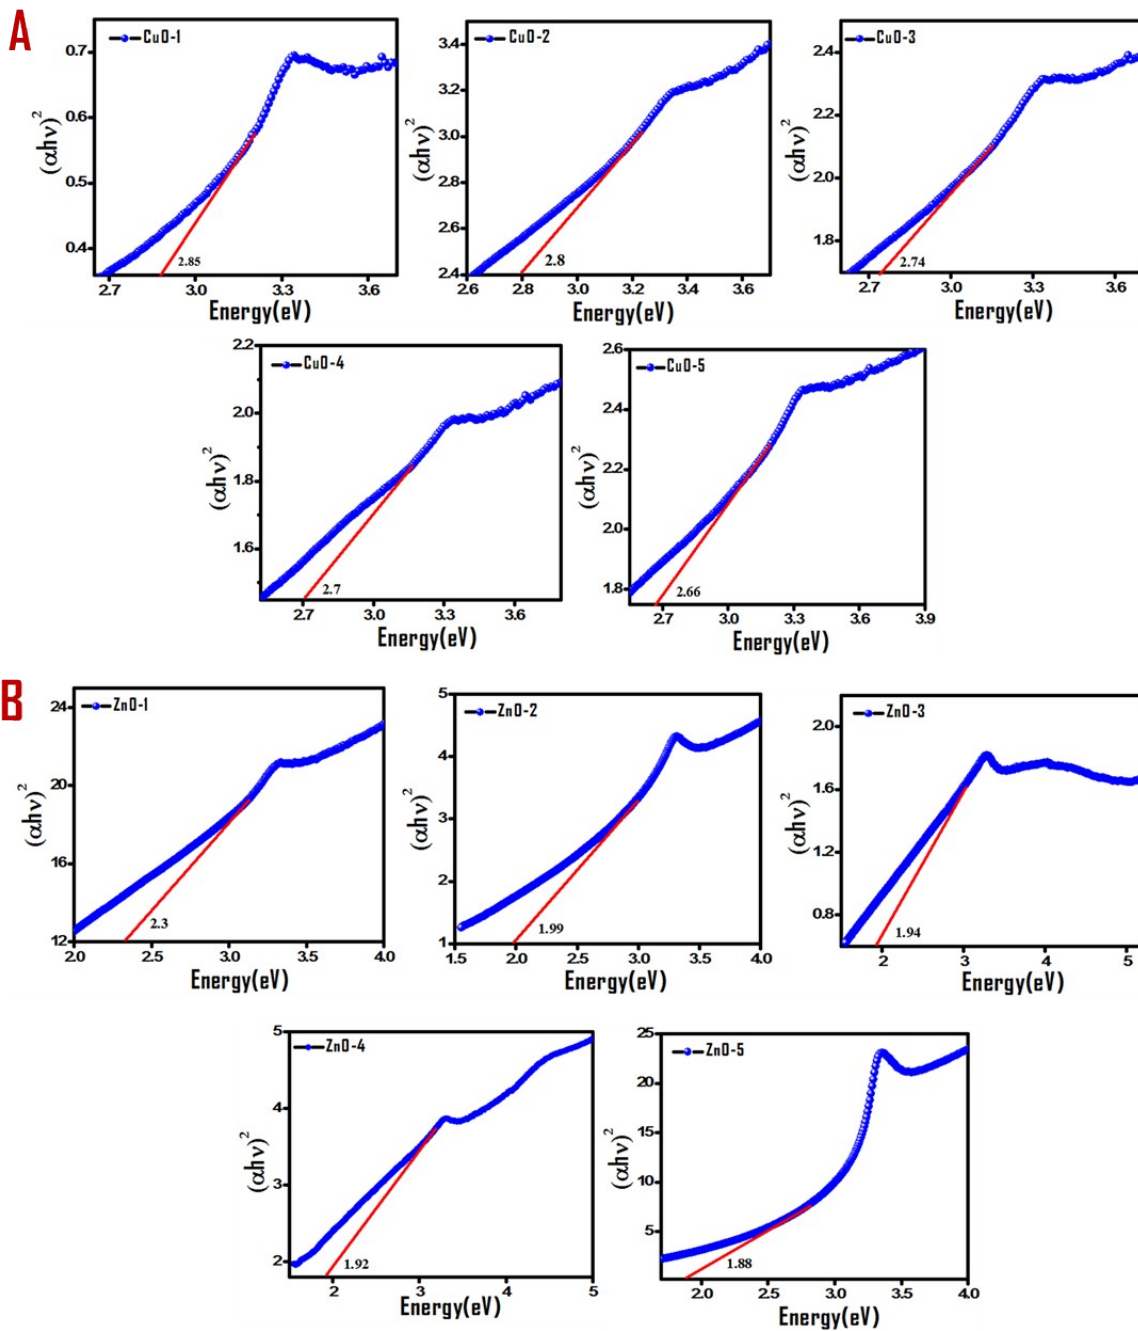 A
CuO-1
0.7
0.6
0.5
0.4
(αhν)²
2.85
2.7 3.0 3.3 3.6
Energy(eV)
CuO-2
3.4
3.2
3.0
2.8
2.6
2.4
(αhν)²
2.8
2.6 2.8 3.0 3.2 3.4 3.6
Energy(eV)
CuO-3
2.4
2.2
2.0
1.8
(αhν)²
2.74
2.7 3.0 3.3 3.6
Energy(eV)
CuO-4
2.2
2.0
1.8
1.6
(αhν)²
2.7
2.7 3.0 3.3 3.6
Energy(eV)
CuO-5
2.6
2.4
2.2
2.0
1.8
(αhν)²
2.66
2.7 3.0 3.3 3.6 3.9
Energy(eV)
B
ZnO-1
24
20
16
12
(αhν)²
2.3
2.0 2.5 3.0 3.5 4.0
Energy(eV)
ZnO-2
5
4
3
2
1
(αhν)²
1.99
1.5 2.0 2.5 3.0 3.5 4.0
Energy(eV)
ZnO-3
2.0
1.6
1.2
0.8
(αhν)²
1.94
2 3 4 5
Energy(eV)
ZnO-4
5
4
3
2
(αhν)²
1.92
2 3 4 5
Energy(eV)
ZnO-5
25
20
15
10
5
(αhν)²
1.88
2.0 2.5 3.0 3.5 4.0
Energy(eV)